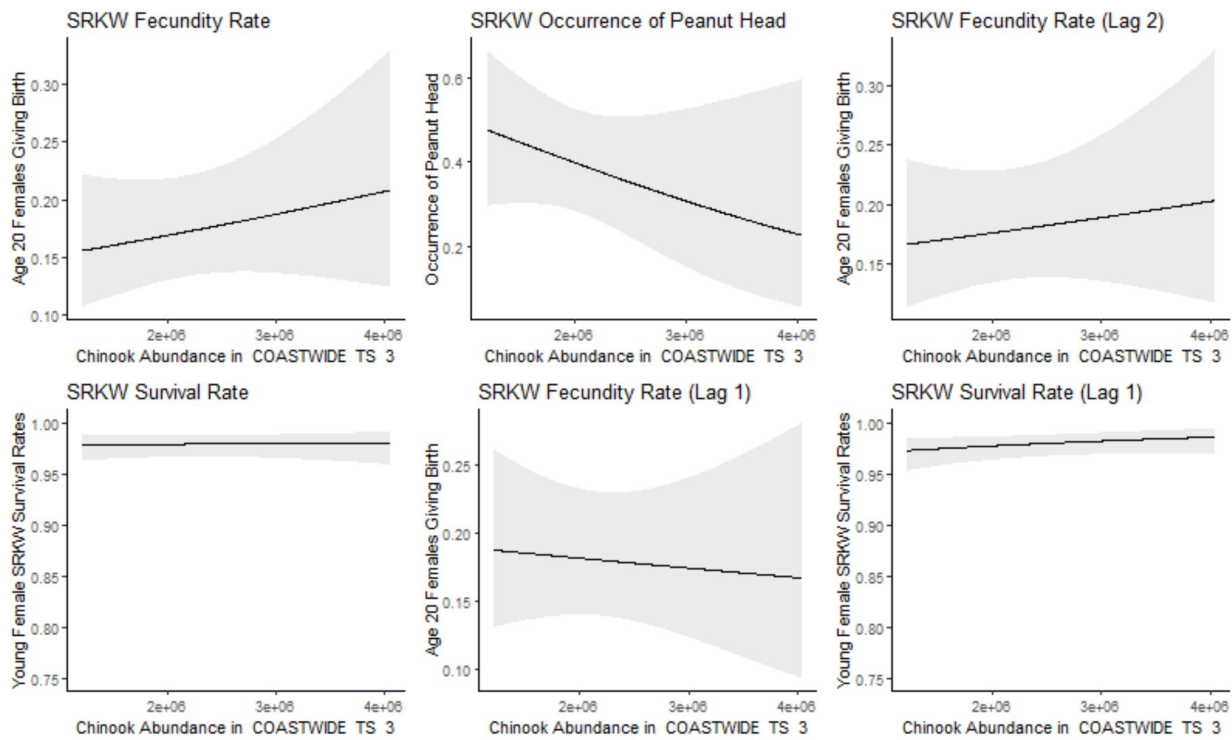 SRKW Fecundity Rate
Age 20 Females Giving Birth
0.30
0.25
0.20
0.15
0.10
2e+06
3e+06
4e+06
Chinook Abundance in COASTWIDE TS 3
SRKW Occurrence of Peanut Head
Occurrence of Peanut Head
0.6
0.4
0.2
2e+06
3e+06
4e+06
Chinook Abundance in COASTWIDE TS 3
SRKW Fecundity Rate (Lag 2)
Age 20 Females Giving Birth
0.30
0.25
0.20
0.15
2e+06
3e+06
4e+06
Chinook Abundance in COASTWIDE TS 3
SRKW Survival Rate
Young Female SRKW Survival Rates
1.00
0.95
0.90
0.85
0.80
0.75
2e+06
3e+06
4e+06
Chinook Abundance in COASTWIDE TS 3
SRKW Fecundity Rate (Lag 1)
Age 20 Females Giving Birth
0.25
0.20
0.15
0.10
2e+06
3e+06
4e+06
Chinook Abundance in COASTWIDE TS 3
SRKW Survival Rate (Lag 1)
Young Female SRKW Survival Rates
1.00
0.95
0.90
0.85
0.80
0.75
2e+06
3e+06
4e+06
Chinook Abundance in COASTWIDE TS 3